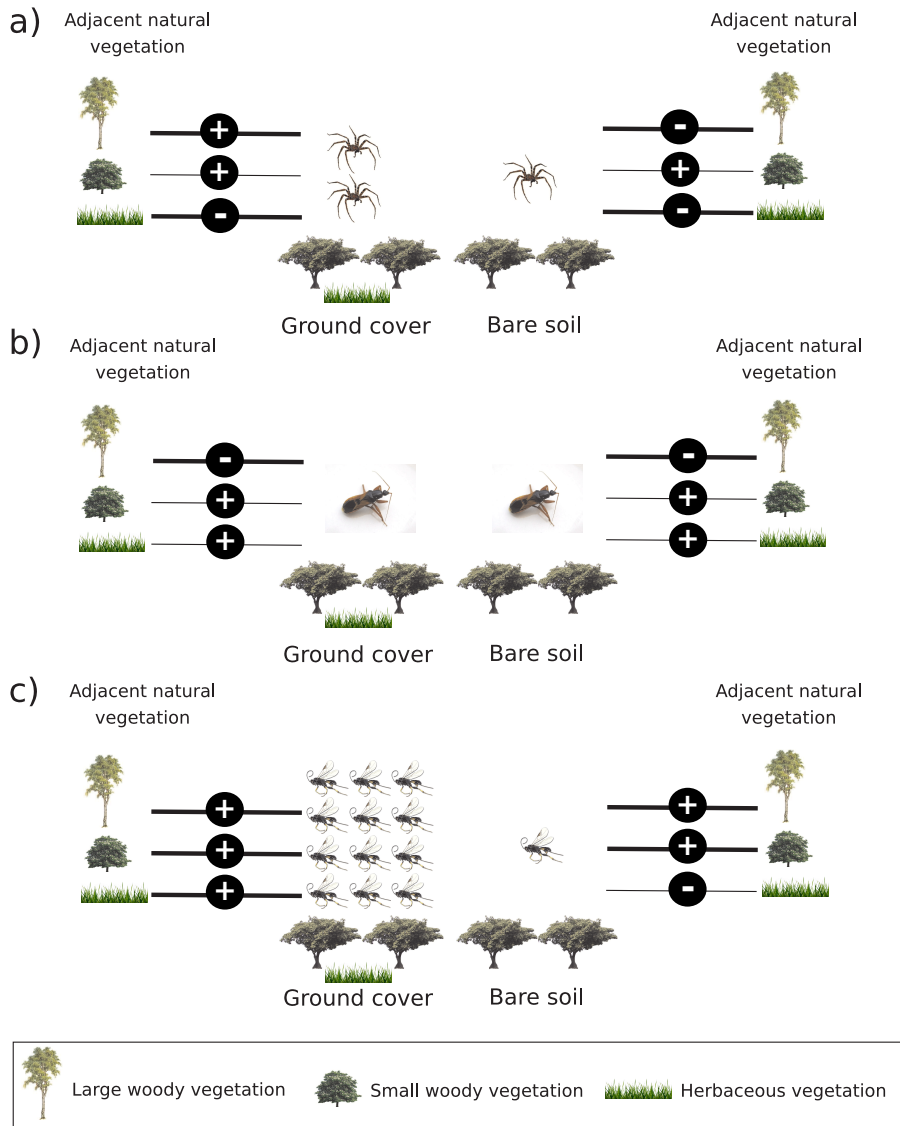 a)
Adjacent natural
vegetation
Adjacent natural
vegetation
+
+
-
-
+
-
Ground cover
Bare soil
b)
Adjacent natural
vegetation
Adjacent natural
vegetation
-
+
+
-
+
+
Ground cover
Bare soil
c)
Adjacent natural
vegetation
Adjacent natural
vegetation
+
+
+
+
+
-
Ground cover
Bare soil
Large woody vegetation
Small woody vegetation
Herbaceous vegetation